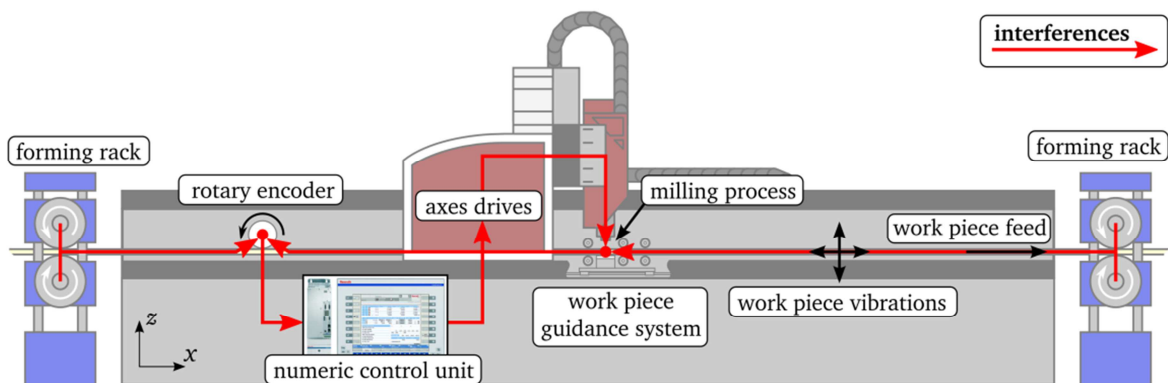 interferences
forming rack
forming rack
rotary encoder
axes drives
milling process
work piece feed
work piece vibrations
work piece
guidance system
numeric control unit
z
x